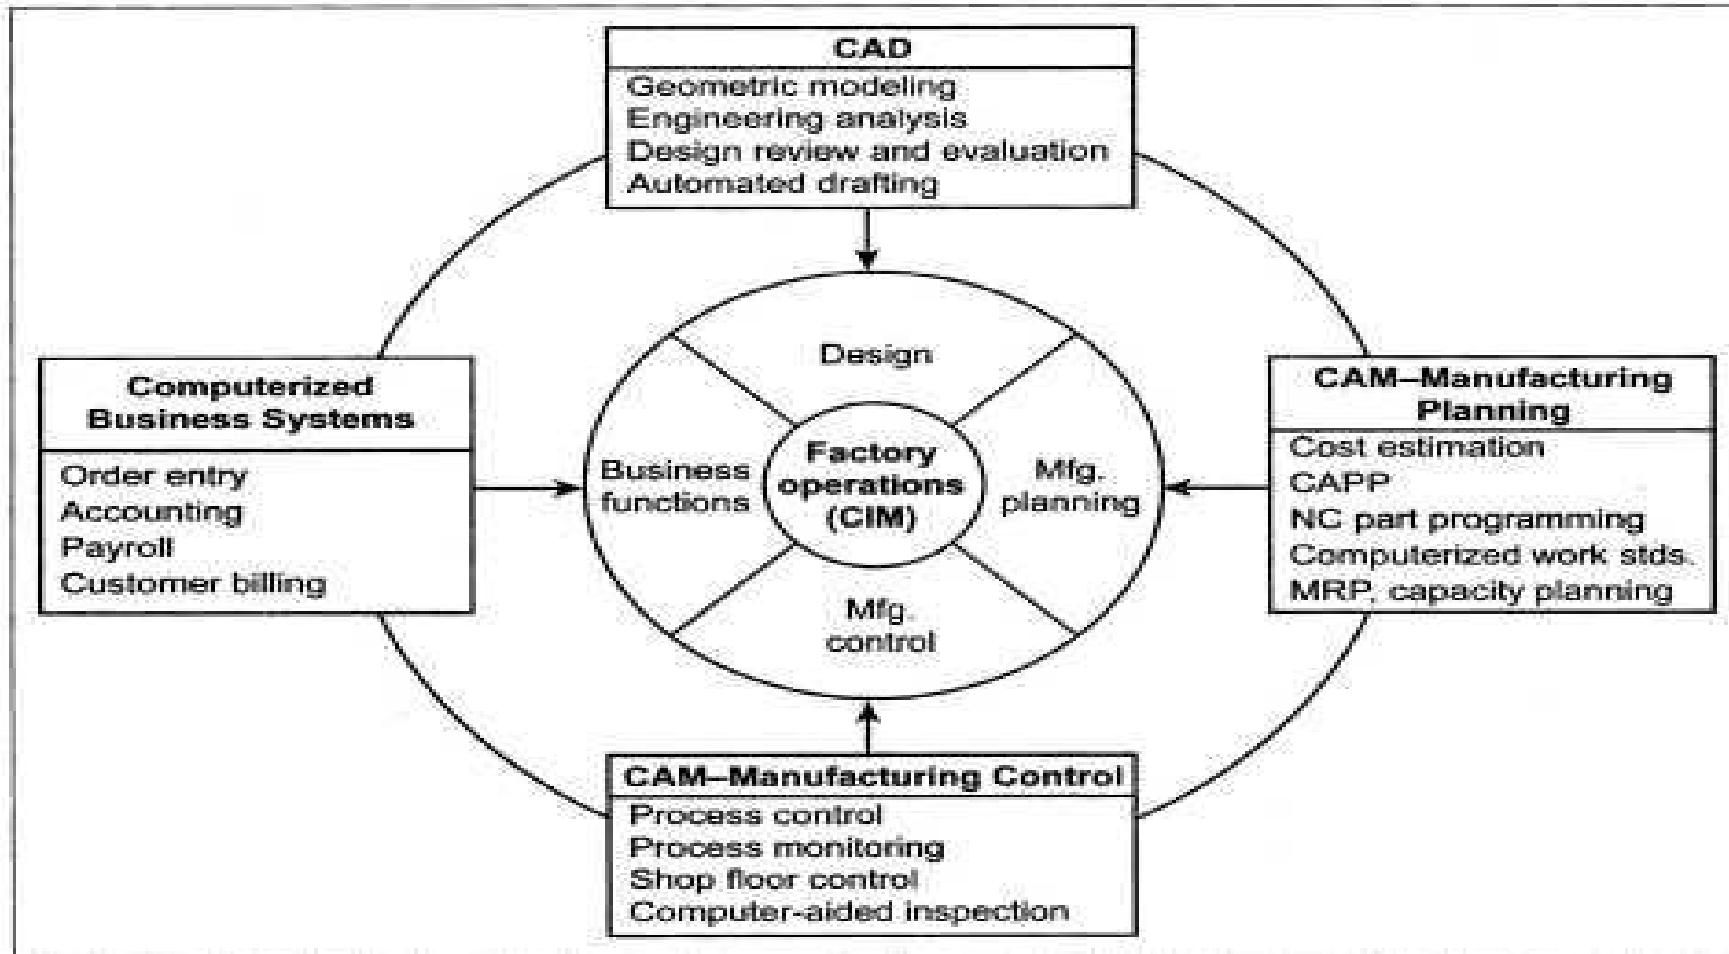 CAD
Geometric modeling
Engineering analysis
Design review and evaluation
Automated drafting
Computerized
Business Systems
Order entry
Accounting
Payroll
Customer billing
Design
Business
functions
Factory
operations
(CIM)
Mfg.
planning
Mfg.
control
CAM–Manufacturing
Planning
Cost estimation
CAPP
NC part programming
Computerized work stds.
MRP, capacity planning
CAM–Manufacturing Control
Process control
Process monitoring
Shop floor control
Computer-aided inspection